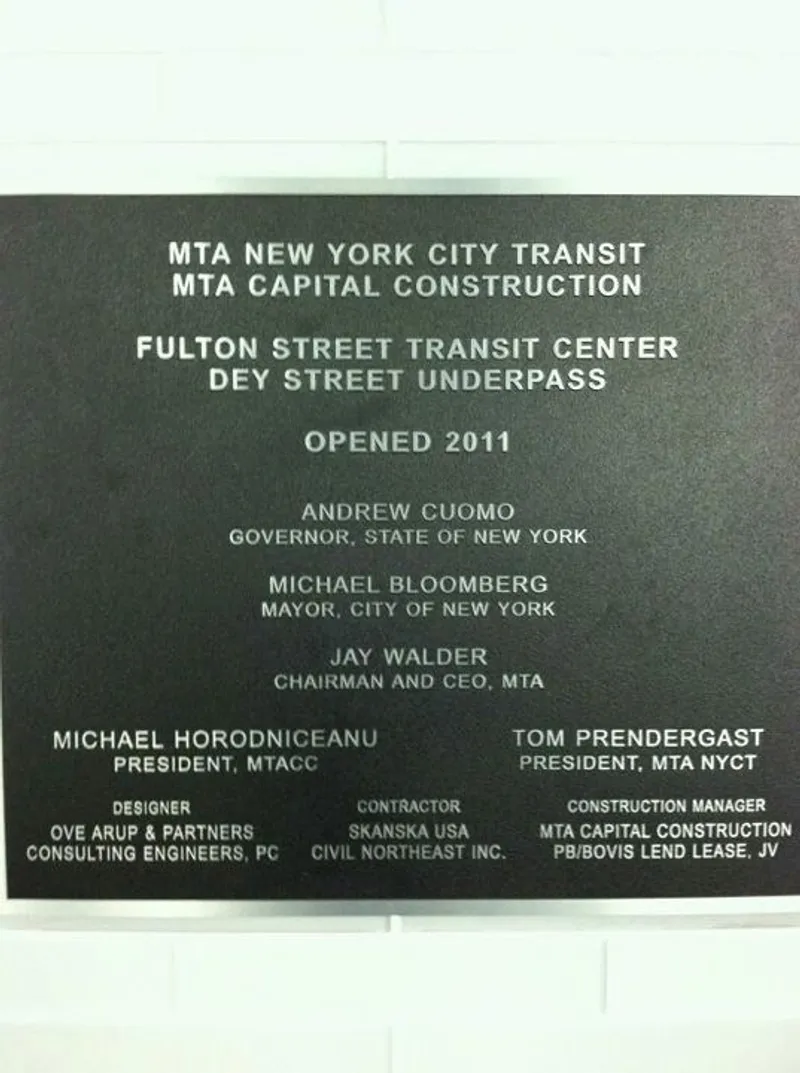 MTA NEW YORK CITY TRANSIT
MTA CAPITAL CONSTRUCTION
FULTON STREET TRANSIT CENTER
DEY STREET UNDERPASS
OPENED 2011
ANDREW CUOMO
GOVERNOR, STATE OF NEW YORK
MICHAEL BLOOMBERG
MAYOR, CITY OF NEW YORK
JAY WALDER
CHAIRMAN AND CEO, MTA
MICHAEL HORODNICEANU
PRESIDENT, MTACC
TOM PRENDERGAST
PRESIDENT, MTA NYCT
DESIGNER
OVE ARUP & PARTNERS
CONSULTING ENGINEERS, PC
CONTRACTOR
SKANSKA USA
CIVIL NORTHEAST INC.
CONSTRUCTION MANAGER
MTA CAPITAL CONSTRUCTION
PB/BOVIS LEND LEASE, JV